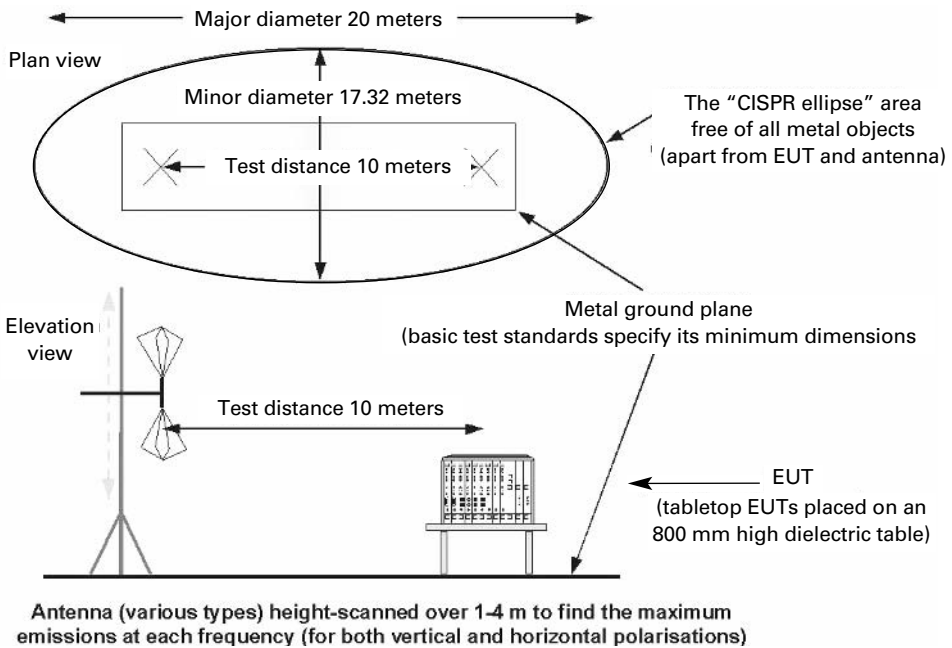 Major diameter 20 meters
Plan view
Minor diameter 17.32 meters
The “CISPR ellipse” area
free of all metal objects
(apart from EUT and antenna)
Test distance 10 meters
Metal ground plane
(basic test standards specify its minimum dimensions
Elevation
view
Test distance 10 meters
EUT
(tabletop EUTs placed on an
800 mm high dielectric table)
Antenna (various types) height-scanned over 1-4 m to find the maximum
emissions at each frequency (for both vertical and horizontal polarisations)